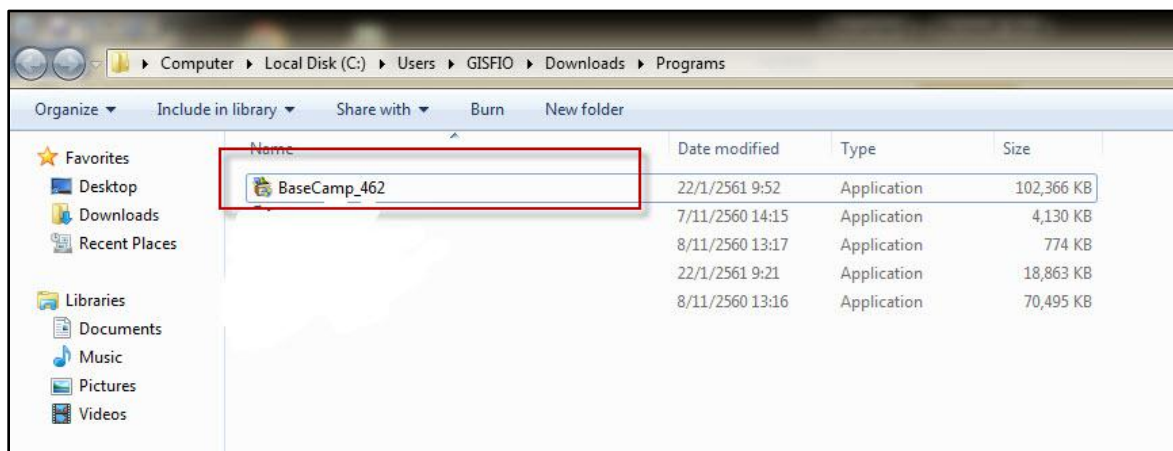 Computer ▸ Local Disk (C:) ▸ Users ▸ GISFIO ▸ Downloads ▸ Programs
Organize ▼ Include in library ▼ Share with ▼ Burn New folder
Favorites
Desktop
Downloads
Recent Places
Libraries
Documents
Music
Pictures
Videos
Name Date modified Type Size
BaseCamp_462 22/1/2561 9:52 Application 102,366 KB
7/11/2560 14:15 Application 4,130 KB
8/11/2560 13:17 Application 774 KB
22/1/2561 9:21 Application 18,863 KB
8/11/2560 13:16 Application 70,495 KB